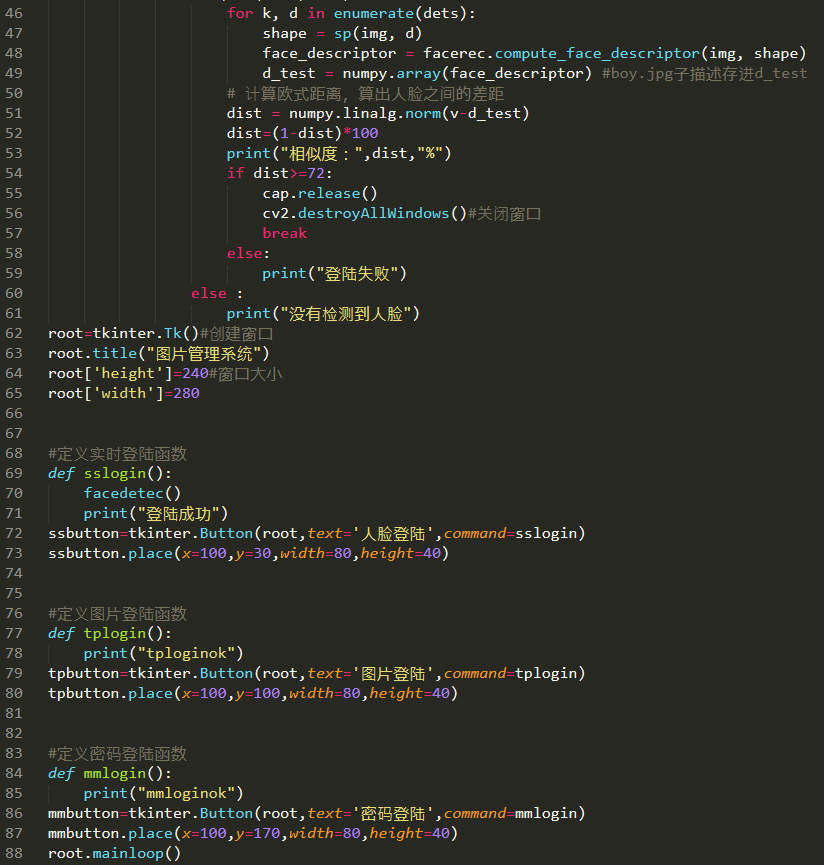 46 for k, d in enumerate(dets):
47 shape = sp(img, d)
48 face_descriptor = facerec.compute_face_descriptor(img, shape)
49 d_test = numpy.array(face_descriptor) #boy.jpg子描述存进d_test
50 # 计算欧式距离，算出人脸之间的差距
51 dist = numpy.linalg.norm(v-d_test)
52 dist=(1-dist)*100
53 print("相似度：",dist,"%")
54 if dist>=72:
55 cap.release()
56 cv2.destroyAllWindows()#关闭窗口
57 break
58 else:
59 print("登陆失败")
60 else :
61 print("没有检测到人脸")
62 root=tkinter.Tk()#创建窗口
63 root.title("图片管理系统")
64 root['height']=240#窗口大小
65 root['width']=280
66
67
68 #定义实时登陆函数
69 def sslogin():
70 facedetec()
71 print("登陆成功")
72 ssbutton=tkinter.Button(root,text='人脸登陆',command=sslogin)
73 ssbutton.place(x=100,y=30,width=80,height=40)
74
75
76 #定义图片登陆函数
77 def tplogin():
78 print("tploginok")
79 tpbutton=tkinter.Button(root,text='图片登陆',command=tplogin)
80 tpbutton.place(x=100,y=100,width=80,height=40)
81
82
83 #定义密码登陆函数
84 def mmlogin():
85 print("mmloginok")
86 mmbutton=tkinter.Button(root,text='密码登陆',command=mmlogin)
87 mmbutton.place(x=100,y=170,width=80,height=40)
88 root.mainloop()